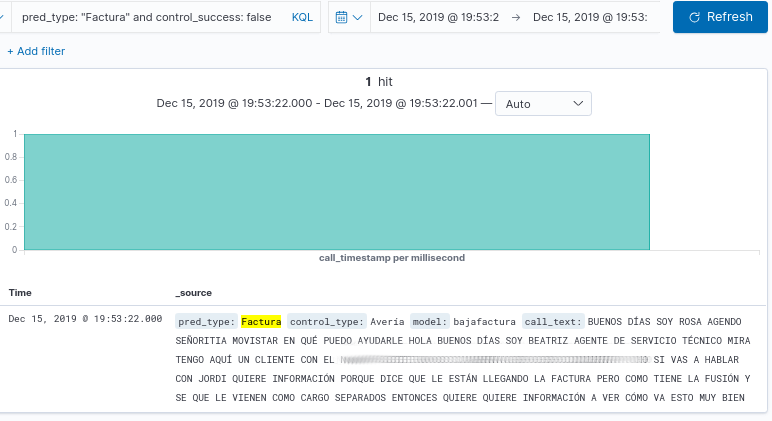 pred_type: "Factura" and control_success: false KQL Dec 15, 2019 @ 19:53:2 → Dec 15, 2019 @ 19:53: Refresh
+ Add filter
1 hit
Dec 15, 2019 @ 19:53:22.000 - Dec 15, 2019 @ 19:53:22.001 — Auto
1
0.8
0.6
0.4
0.2
0
call_timestamp per millisecond
Time _source
Dec 15, 2019 @ 19:53:22.000 pred_type: Factura control_type: Avería model: bajafactura call_text: BUENOS DÍAS SOY ROSA AGENDO
SEÑORITIA MOVISTAR EN QUÉ PUEDO AYUDARLE HOLA BUENOS DÍAS SOY BEATRIZ AGENTE DE SERVICIO TÉCNICO MIRA
TENGO AQUÍ UN CLIENTE CON EL SI VAS A HABLAR
CON JORDI QUIERE INFORMACIÓN PORQUE DICE QUE LE ESTÁN LLEGANDO LA FACTURA PERO COMO TIENE LA FUSIÓN Y
SE QUE LE VIENEN COMO CARGO SEPARADOS ENTONCES QUIERE QUIERE INFORMACIÓN A VER CÓMO VA ESTO MUY BIEN